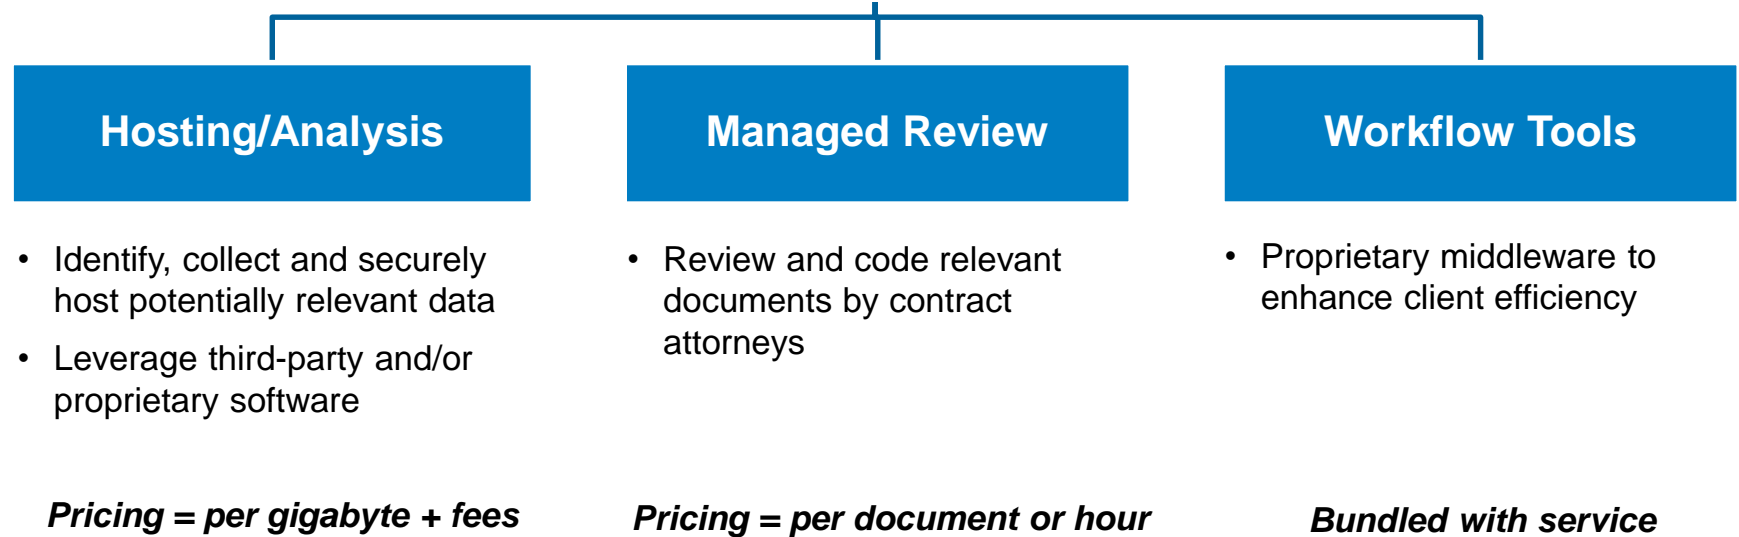 Hosting/Analysis
• Identify, collect and securely
host potentially relevant data
• Leverage third-party and/or
proprietary software
Pricing = per gigabyte + fees
Managed Review
• Review and code relevant
documents by contract
attorneys
Pricing = per document or hour
Workflow Tools
• Proprietary middleware to
enhance client efficiency
Bundled with service